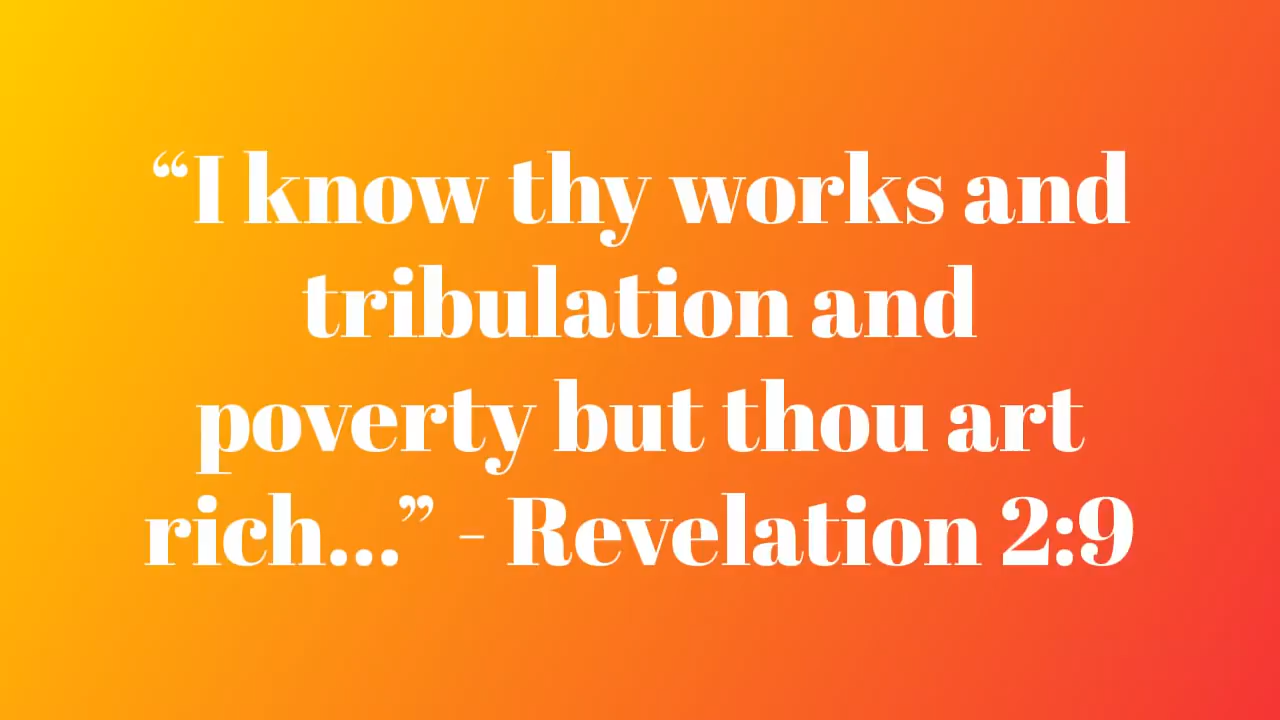 “I know thy works and
tribulation and
poverty but thou art
rich...” - Revelation 2:9